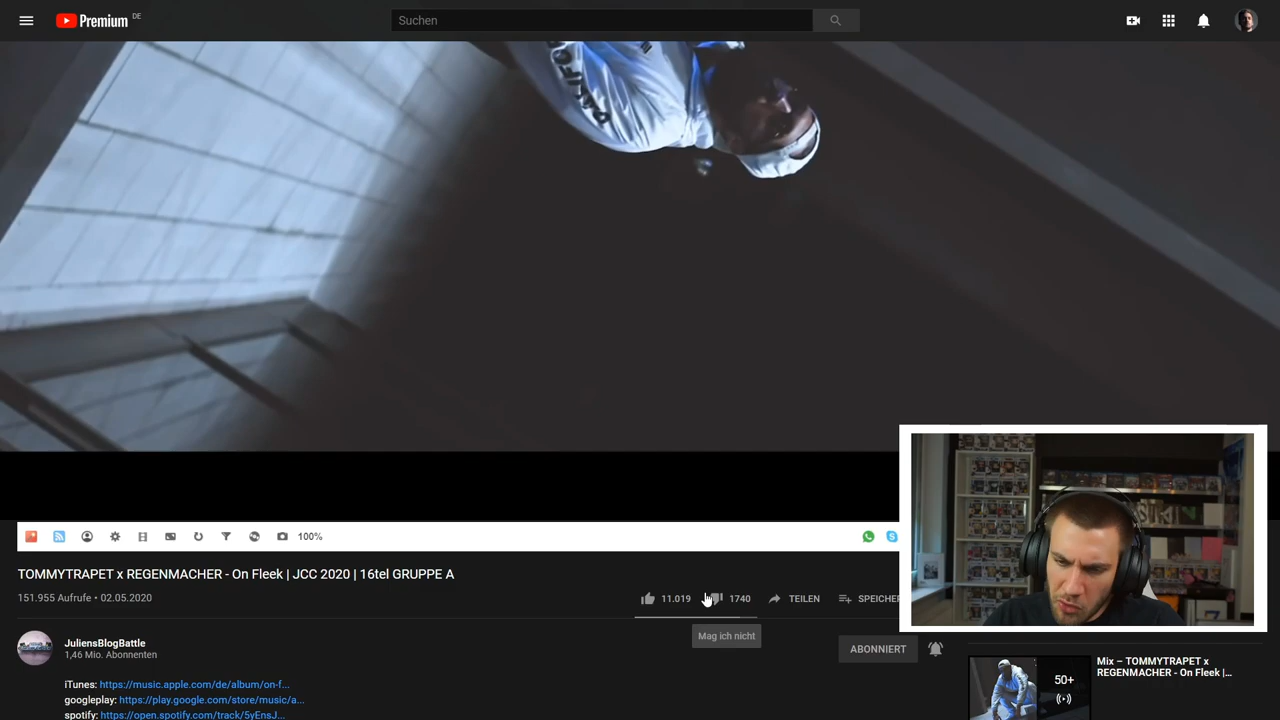 Premium DE
Suchen
100%
TOMMYTRAPET x REGENMACHER - On Fleek | JCC 2020 | 16tel GRUPPE A
151.955 Aufrufe • 02.05.2020
11.019
1740
TEILEN
SPEICHER
Mag ich nicht
JuliensBlogBattle
1,46 Mio. Abonnenten
ABONNIERT
iTunes: https://music.apple.com/de/album/on-f...
googleplay: https://play.google.com/store/music/a...
spotify: https://open.spotify.com/track/5yEnsJ...
50+
Mix – TOMMYTRAPET x
REGENMACHER - On Fleek |...